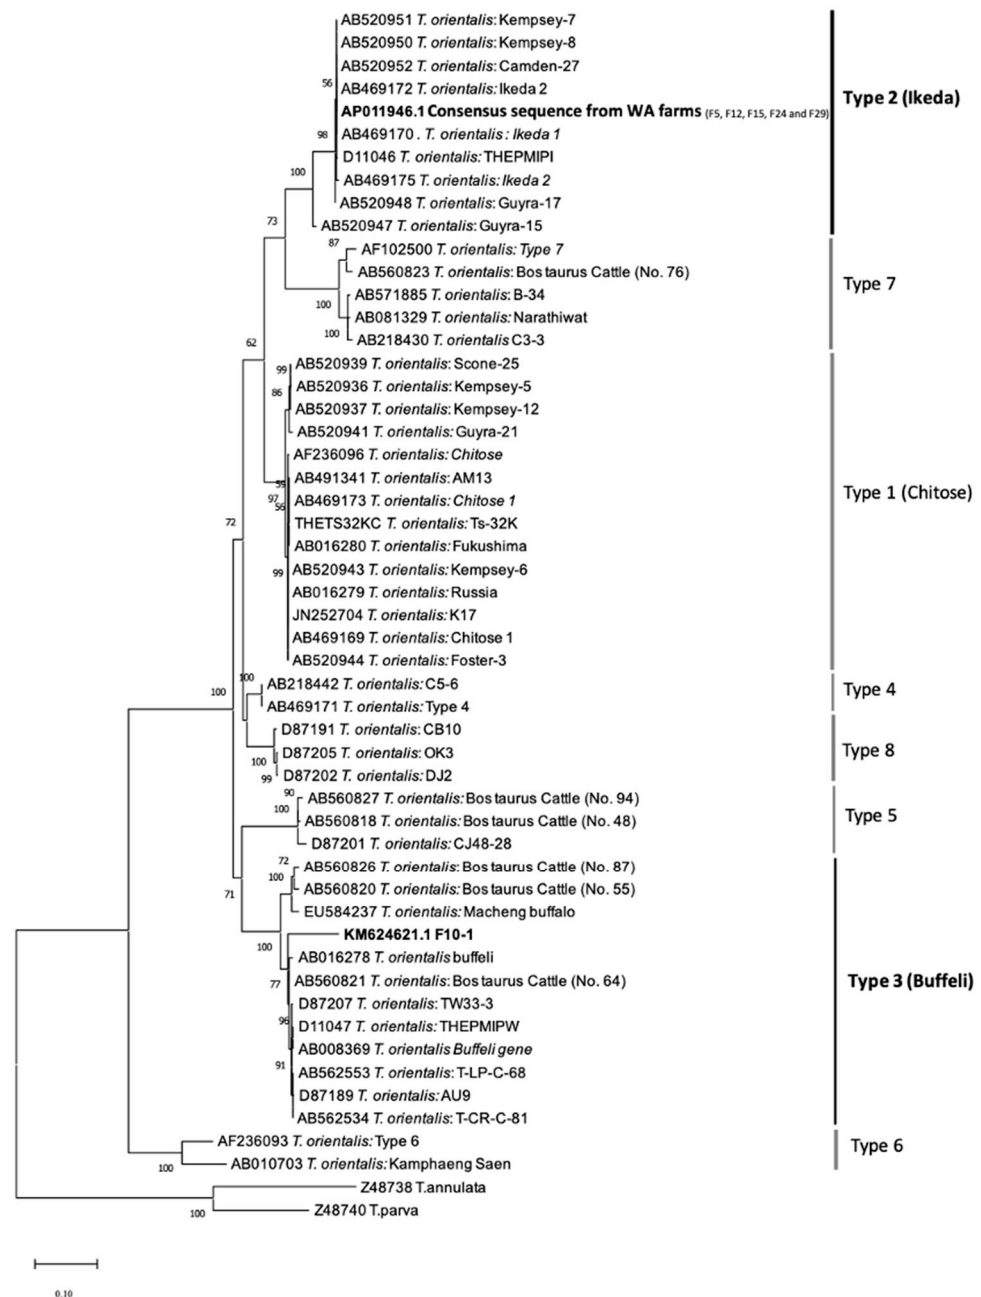 AB520951 T. orientalis: Kempsey-7
AB520950 T. orientalis: Kempsey-8
AB520952 T. orientalis: Camden-27
56
AB469172 T. orientalis: Ikeda 2
Type 2 (Ikeda)
AP011946.1 Consensus sequence from WA farms (F5, F12, F15, F24 and F29)
98
AB469170 . T. orientalis : Ikeda 1
D11046 T. orientalis: THEPMIPI
100
AB469175 T. orientalis: Ikeda 2
AB520948 T. orientalis: Guyra-17
73
AB520947 T. orientalis: Guyra-15
87
AF102500 T. orientalis: Type 7
AB560823 T. orientalis: Bos taurus Cattle (No. 76)
Type 7
AB571885 T. orientalis: B-34
100
AB081329 T. orientalis: Narathiwat
100
AB218430 T. orientalis C3-3
62
99
AB520939 T. orientalis: Scone-25
86
AB520936 T. orientalis: Kempsey-5
AB520937 T. orientalis: Kempsey-12
AB520941 T. orientalis: Guyra-21
AF236096 T. orientalis: Chitose
AB491341 T. orientalis: AM13
Type 1 (Chitose)
97
56
AB469173 T. orientalis: Chitose 1
72
THETS32KC T. orientalis: Ts-32K
AB016280 T. orientalis: Fukushima
99
AB520943 T. orientalis: Kempsey-6
AB016279 T. orientalis: Russia
JN252704 T. orientalis: K17
AB469169 T. orientalis: Chitose 1
AB520944 T. orientalis: Foster-3
100
100
AB218442 T. orientalis: C5-6
Type 4
AB469171 T. orientalis: Type 4
D87191 T. orientalis: CB10
100
D87205 T. orientalis: OK3
Type 8
99
D87202 T. orientalis: DJ2
90
AB560827 T. orientalis: Bos taurus Cattle (No. 94)
100
AB560818 T. orientalis: Bos taurus Cattle (No. 48)
Type 5
D87201 T. orientalis: CJ48-28
72
AB560826 T. orientalis: Bos taurus Cattle (No. 87)
100
71
AB560820 T. orientalis: Bos taurus Cattle (No. 55)
EU584237 T. orientalis: Macheng buffalo
KM624621.1 F10-1
100
AB016278 T. orientalis buffeli
77
AB560821 T. orientalis: Bos taurus Cattle (No. 64)
Type 3 (Buffeli)
D87207 T. orientalis: TW33-3
96
D11047 T. orientalis: THEPMIPW
AB008369 T. orientalis Buffeli gene
91
AB562553 T. orientalis: T-LP-C-68
D87189 T. orientalis: AU9
AB562534 T. orientalis: T-CR-C-81
AF236093 T. orientalis: Type 6
Type 6
100
AB010703 T. orientalis: Kamphaeng Saen
Z48738 T.annulata
100
Z48740 T.parva
0.10